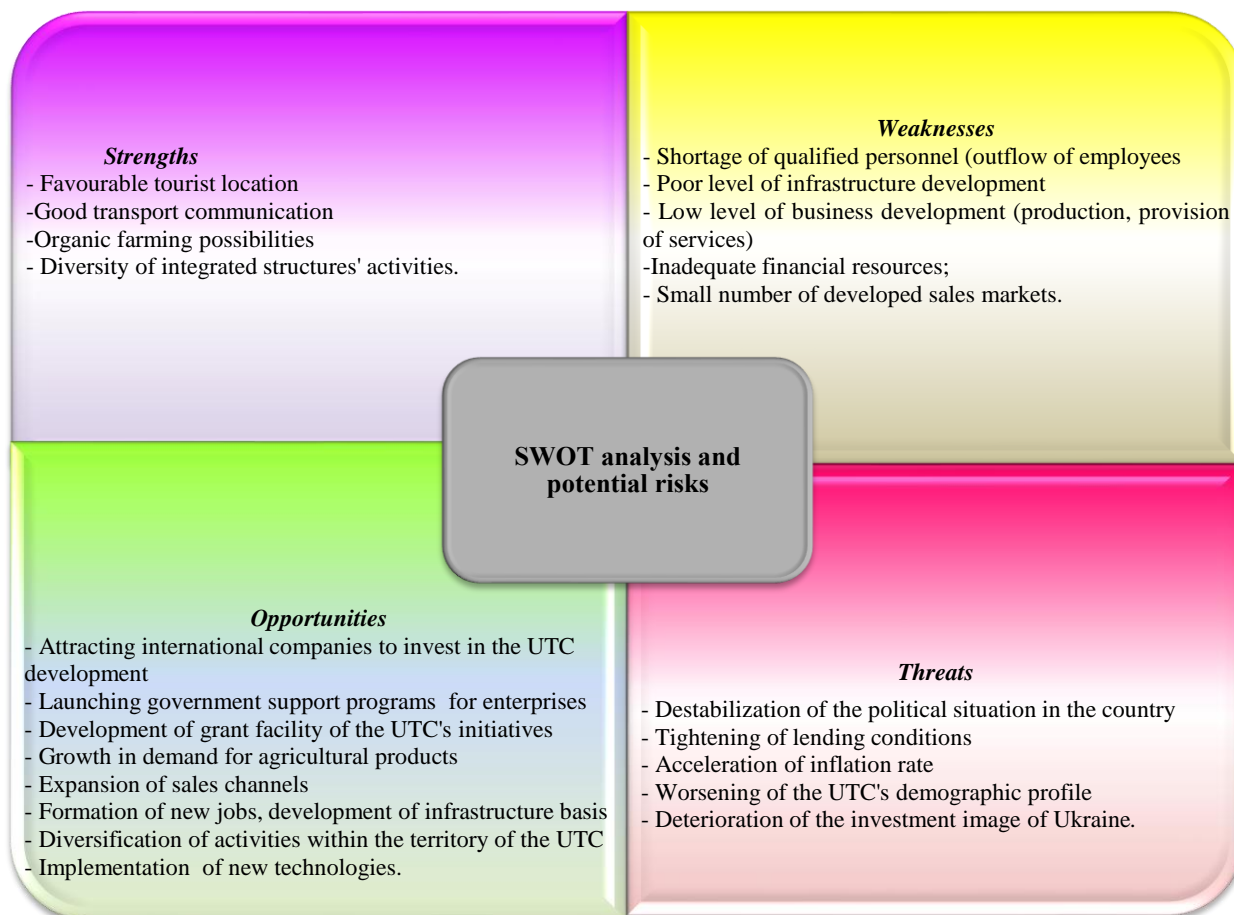 Strengths
- Favourable tourist location
-Good transport communication
-Organic farming possibilities
- Diversity of integrated structures' activities.
Weaknesses
- Shortage of qualified personnel (outflow of employees
- Poor level of infrastructure development
- Low level of business development (production, provision
of services)
-Inadequate financial resources;
- Small number of developed sales markets.
SWOT analysis and
potential risks
Opportunities
- Attracting international companies to invest in the UTC
development
- Launching government support programs for enterprises
- Development of grant facility of the UTC's initiatives
- Growth in demand for agricultural products
- Expansion of sales channels
- Formation of new jobs, development of infrastructure basis
- Diversification of activities within the territory of the UTC
- Implementation of new technologies.
Threats
- Destabilization of the political situation in the country
- Tightening of lending conditions
- Acceleration of inflation rate
- Worsening of the UTC's demographic profile
- Deterioration of the investment image of Ukraine.